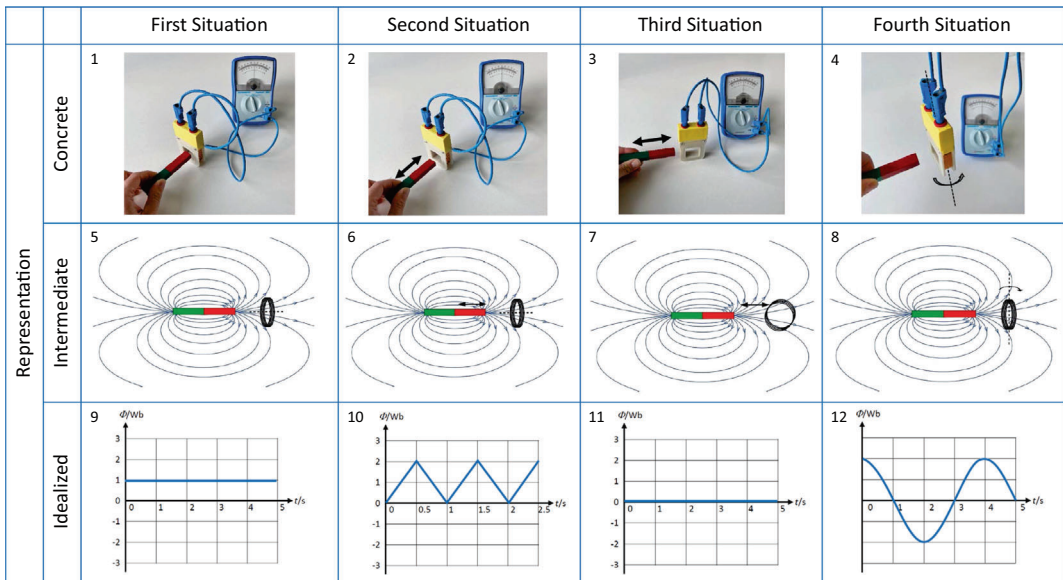 First Situation
Second Situation
Third Situation
Fourth Situation
Representation
Concrete
1
2
3
4
Intermediate
5
6
7
8
Idealized
9
Φ/Wb
3
2
1
0
-1
-2
-3
0 1 2 3 4 5
t/s
10
Φ/Wb
3
2
1
0
-1
-2
-3
0 0.5 1 1.5 2 2.5
t/s
11
Φ/Wb
3
2
1
0
-1
-2
-3
0 1 2 3 4 5
t/s
12
Φ/Wb
3
2
1
0
-1
-2
-3
0 1 2 3 4 5
t/s